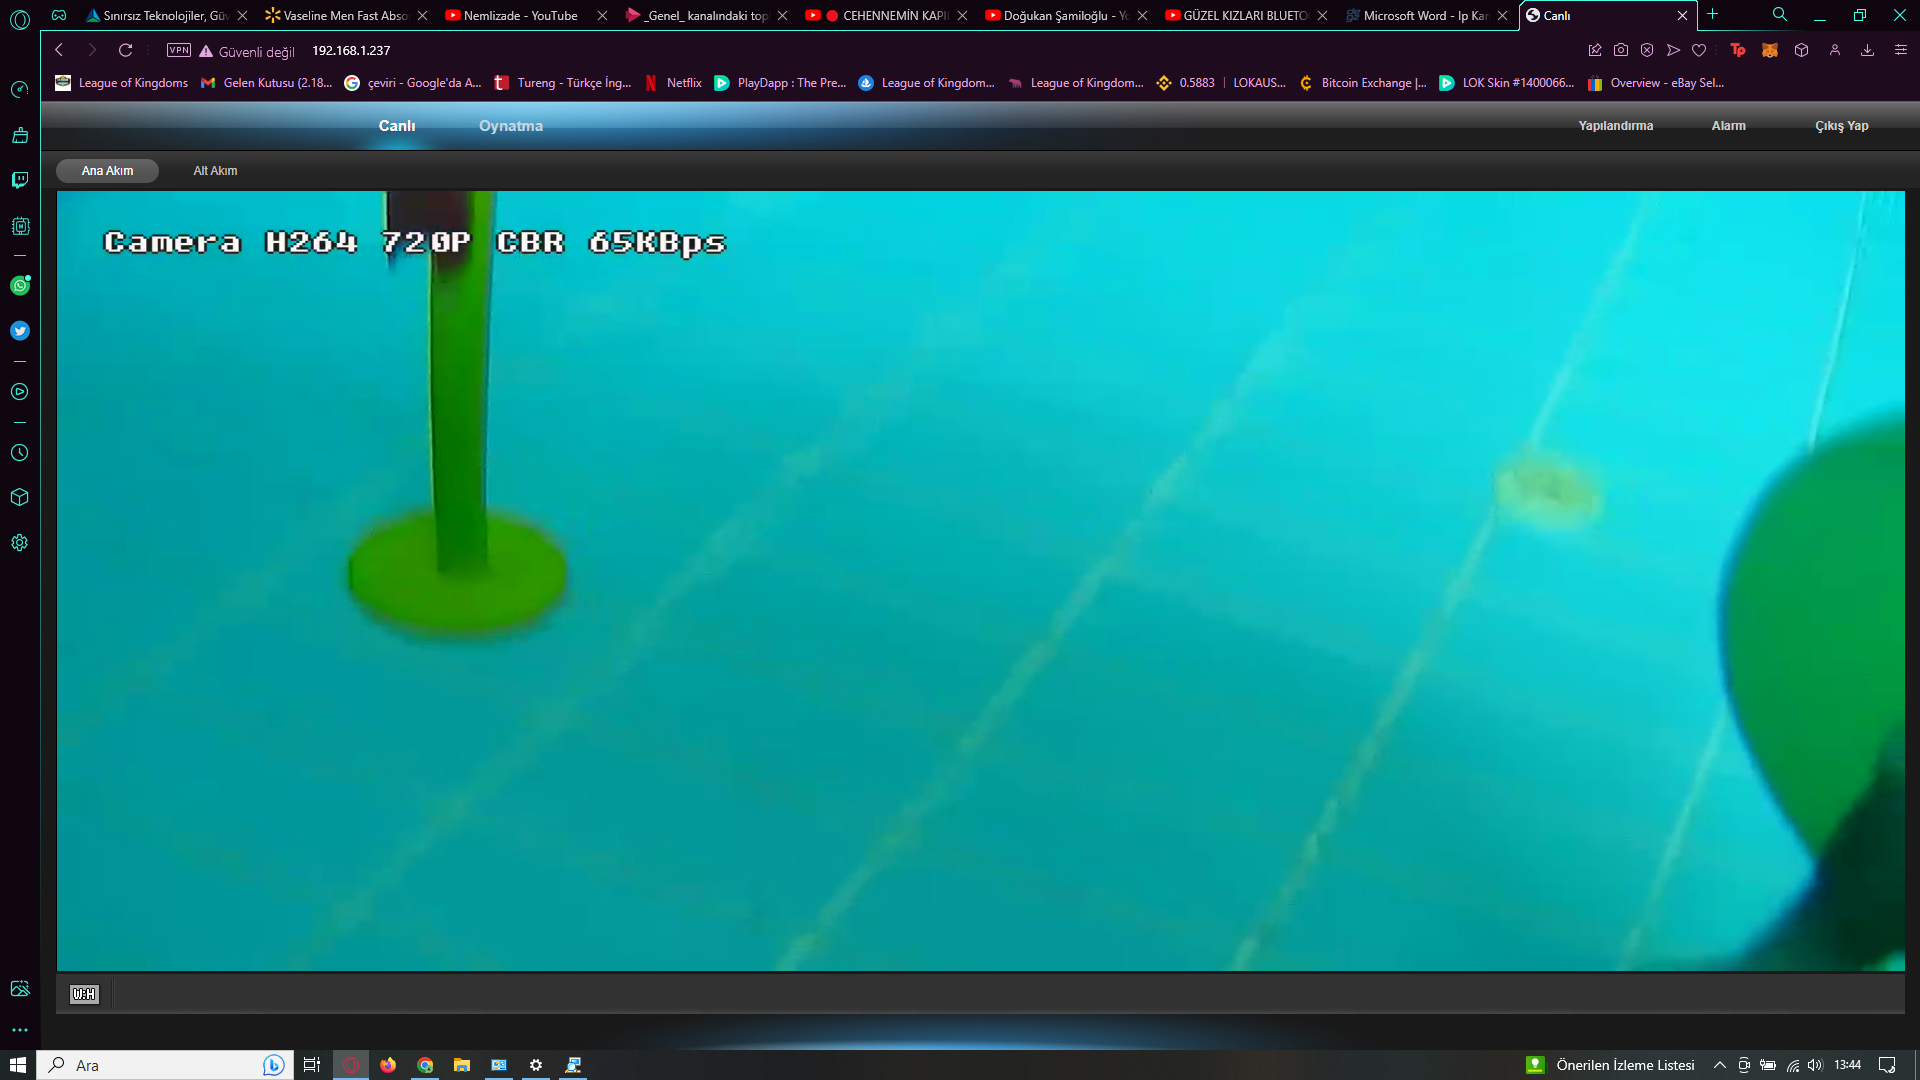 Sınırsız Teknolojiler, Güv
Vaseline Men Fast Abso
Nemlizade - YouTube
_Genel_ kanalındaki top
CEHENNEMİN KAPI
Doğukan Şamiloğlu - Yo
GÜZEL KIZLARI BLUETO
Microsoft Word - Ip Kar
Canlı
VPN
Güvenli değil
192.168.1.237
Tp
League of Kingdoms
Gelen Kutusu (2.18...
çeviri - Google'da A...
Tureng - Türkçe İng...
Netflix
PlayDapp : The Pre...
League of Kingdom...
League of Kingdom...
0.5883 | LOKAUS...
Bitcoin Exchange |...
LOK Skin #1400066...
Overview - eBay Sel...
Canlı
Oynatma
Yapılandırma
Alarm
Çıkış Yap
Ana Akım
Alt Akım
Camera H264 720P CBR 65KBps
W:H
Ara
Önerilen İzleme Listesi
13:44